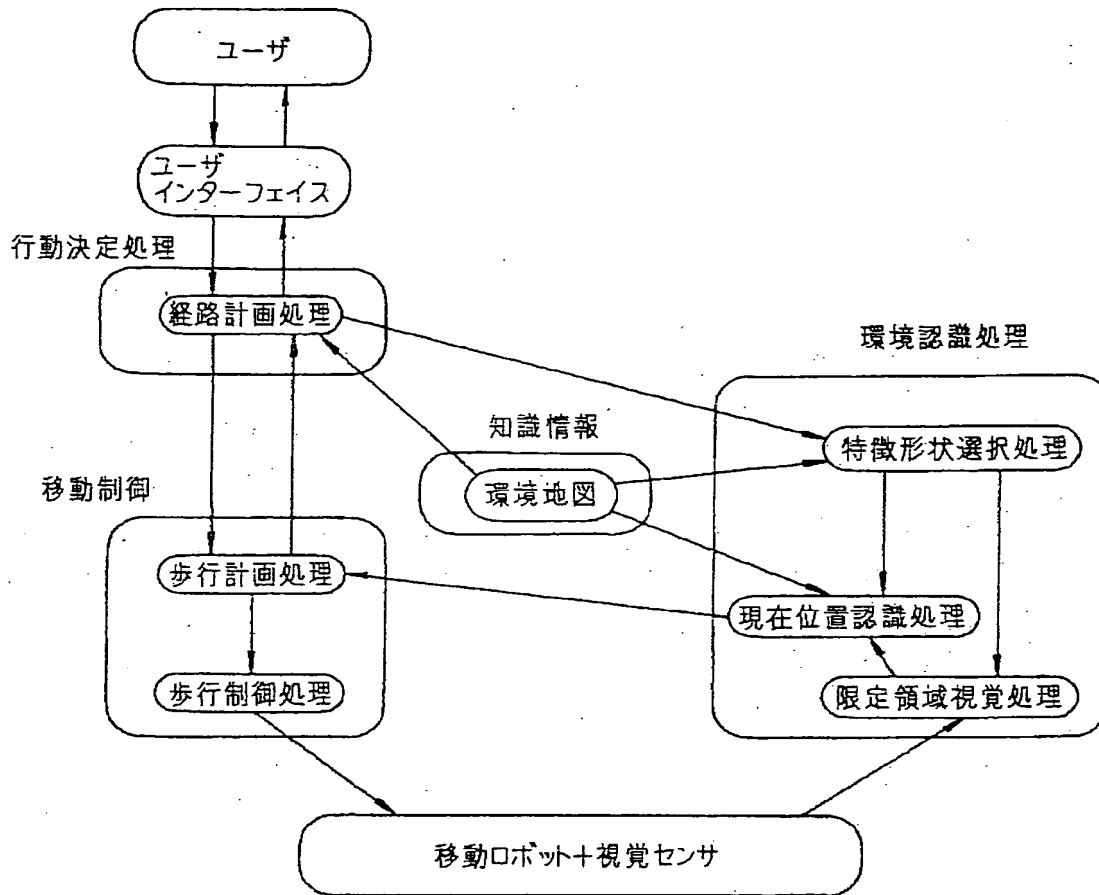 ユーザ
ユーザ
インターフェイス
行動決定処理
経路計画処理
環境認識処理
知識情報
特徴形状選択処理
環境地図
移動制御
歩行計画処理
現在位置認識処理
歩行制御処理
限定領域視覚処理
移動ロボット+視覚センサ